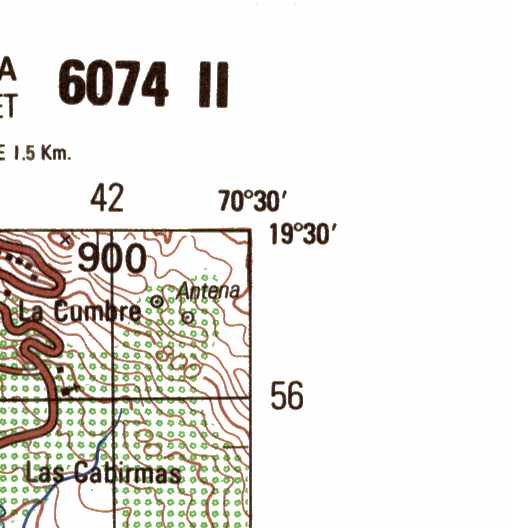 A
6074 II
ET
E 1.5 Km.
42
70°30′
19°30′
900
Antena
La Cumbre
56
Las Cabirmas